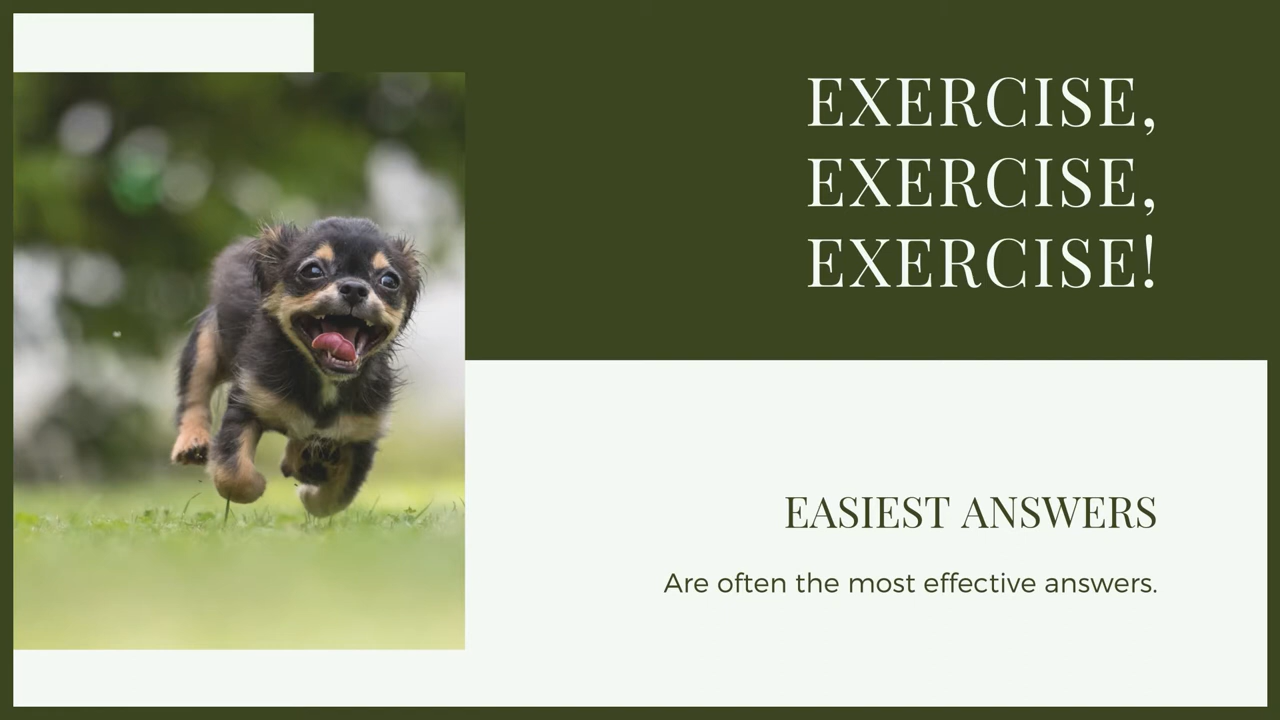 EXERCISE,
EXERCISE,
EXERCISE!
EASIEST ANSWERS
Are often the most effective answers.